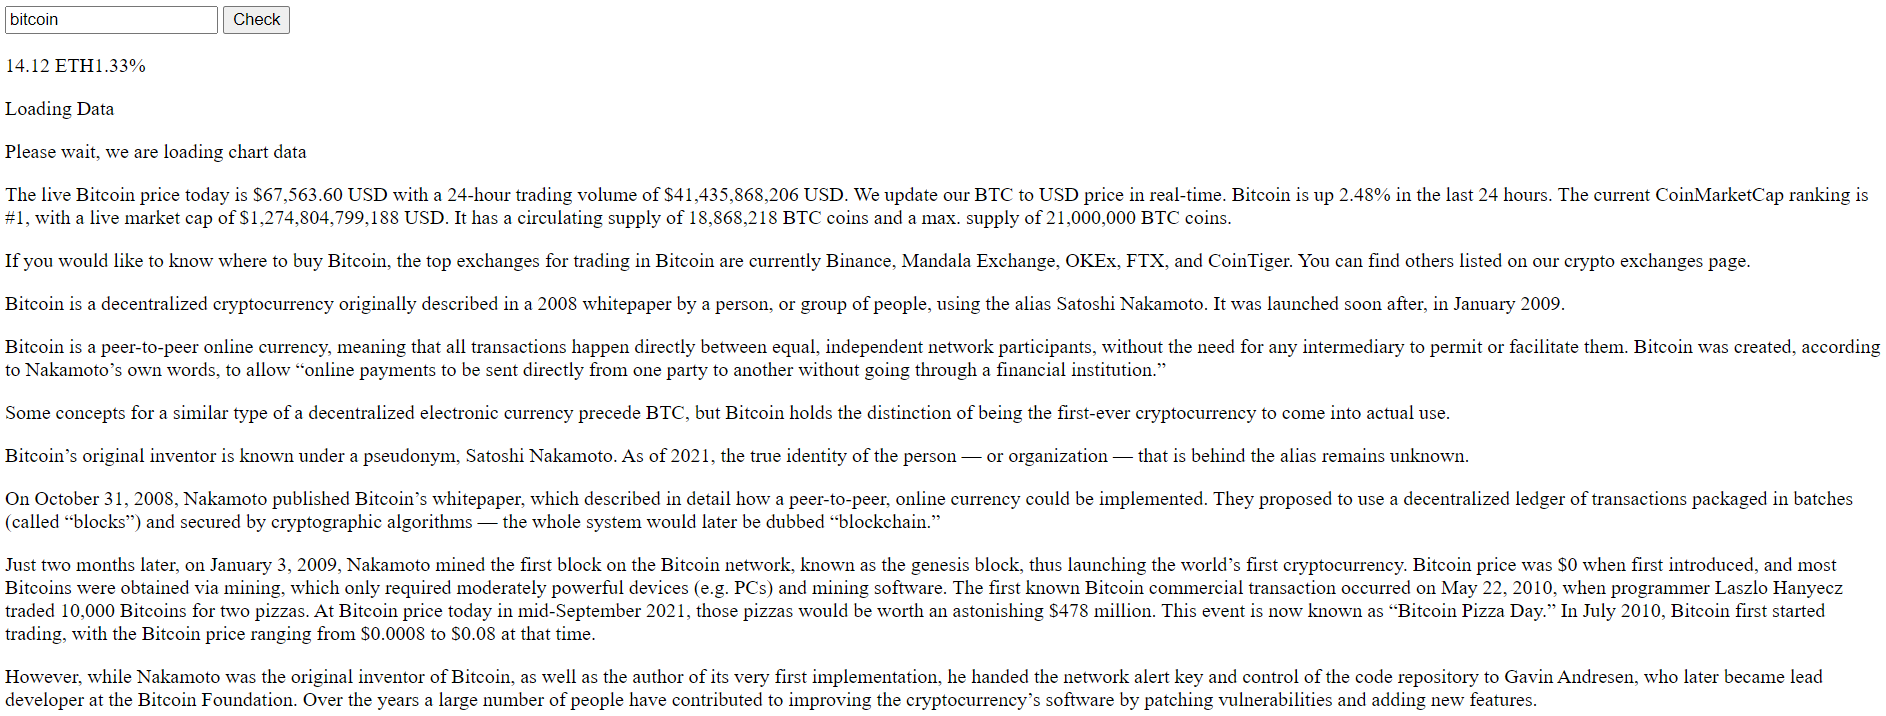 bitcoin Check
14.12 ETH1.33%
Loading Data
Please wait, we are loading chart data
The live Bitcoin price today is $67,563.60 USD with a 24-hour trading volume of $41,435,868,206 USD. We update our BTC to USD price in real-time. Bitcoin is up 2.48% in the last 24 hours. The current CoinMarketCap ranking is
#1, with a live market cap of $1,274,804,799,188 USD. It has a circulating supply of 18,868,218 BTC coins and a max. supply of 21,000,000 BTC coins.
If you would like to know where to buy Bitcoin, the top exchanges for trading in Bitcoin are currently Binance, Mandala Exchange, OKEx, FTX, and CoinTiger. You can find others listed on our crypto exchanges page.
Bitcoin is a decentralized cryptocurrency originally described in a 2008 whitepaper by a person, or group of people, using the alias Satoshi Nakamoto. It was launched soon after, in January 2009.
Bitcoin is a peer-to-peer online currency, meaning that all transactions happen directly between equal, independent network participants, without the need for any intermediary to permit or facilitate them. Bitcoin was created, according
to Nakamoto’s own words, to allow “online payments to be sent directly from one party to another without going through a financial institution.”
Some concepts for a similar type of a decentralized electronic currency precede BTC, but Bitcoin holds the distinction of being the first-ever cryptocurrency to come into actual use.
Bitcoin’s original inventor is known under a pseudonym, Satoshi Nakamoto. As of 2021, the true identity of the person — or organization — that is behind the alias remains unknown.
On October 31, 2008, Nakamoto published Bitcoin’s whitepaper, which described in detail how a peer-to-peer, online currency could be implemented. They proposed to use a decentralized ledger of transactions packaged in batches
(called “blocks”) and secured by cryptographic algorithms — the whole system would later be dubbed “blockchain.”
Just two months later, on January 3, 2009, Nakamoto mined the first block on the Bitcoin network, known as the genesis block, thus launching the world’s first cryptocurrency. Bitcoin price was $0 when first introduced, and most
Bitcoins were obtained via mining, which only required moderately powerful devices (e.g. PCs) and mining software. The first known Bitcoin commercial transaction occurred on May 22, 2010, when programmer Laszlo Hanyecz
traded 10,000 Bitcoins for two pizzas. At Bitcoin price today in mid-September 2021, those pizzas would be worth an astonishing $478 million. This event is now known as “Bitcoin Pizza Day.” In July 2010, Bitcoin first started
trading, with the Bitcoin price ranging from $0.0008 to $0.08 at that time.
However, while Nakamoto was the original inventor of Bitcoin, as well as the author of its very first implementation, he handed the network alert key and control of the code repository to Gavin Andresen, who later became lead
developer at the Bitcoin Foundation. Over the years a large number of people have contributed to improving the cryptocurrency’s software by patching vulnerabilities and adding new features.